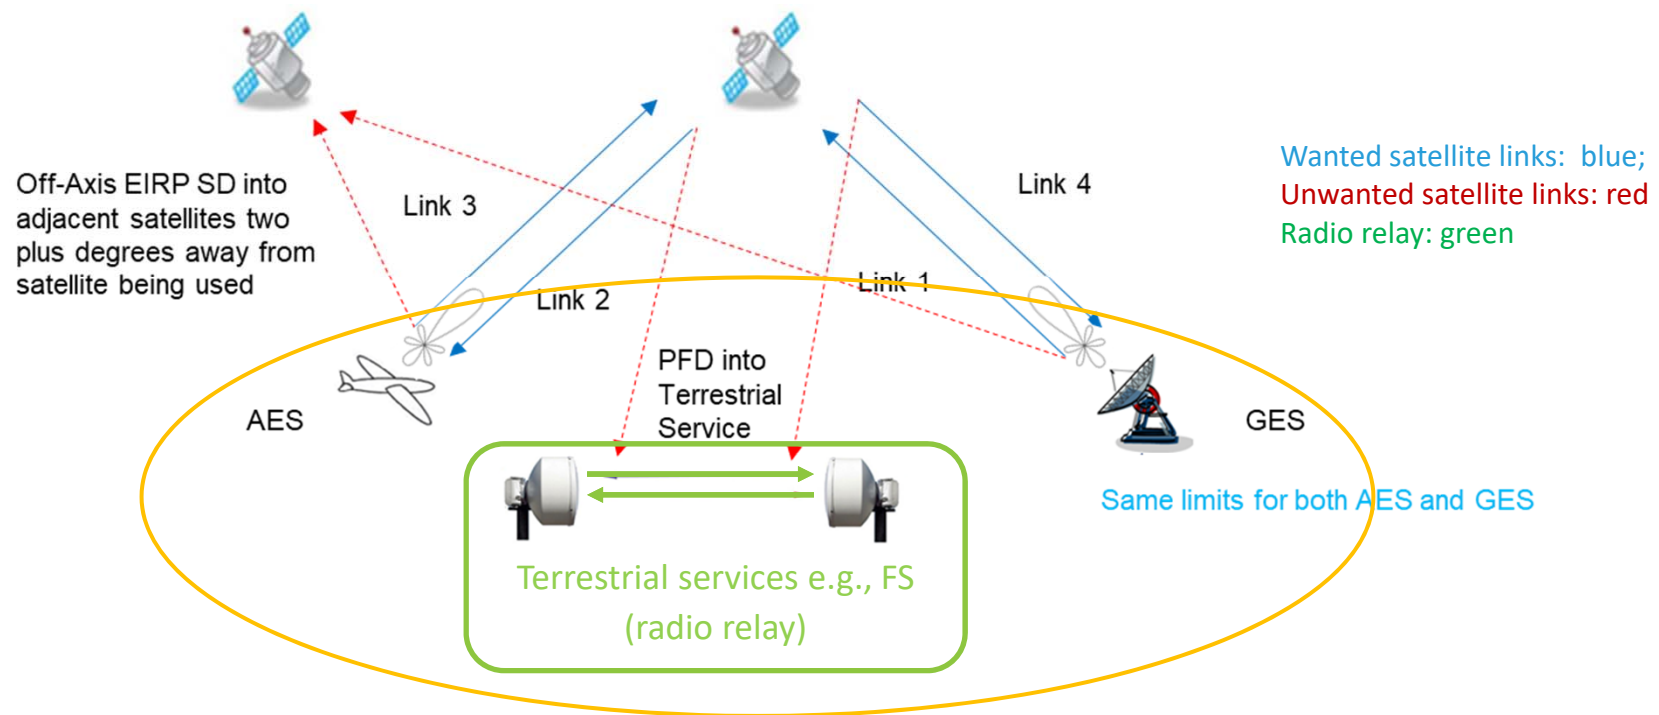 Off-Axis EIRP SD into
adjacent satellites two
plus degrees away from
satellite being used
Link 3
Link 4
Wanted satellite links:  blue;
Unwanted satellite links: red
Radio relay: green
Link 2
Link 1
PFD into
Terrestrial
Service
AES
GES
Same limits for both AES and GES
Terrestrial services e.g., FS
(radio relay)